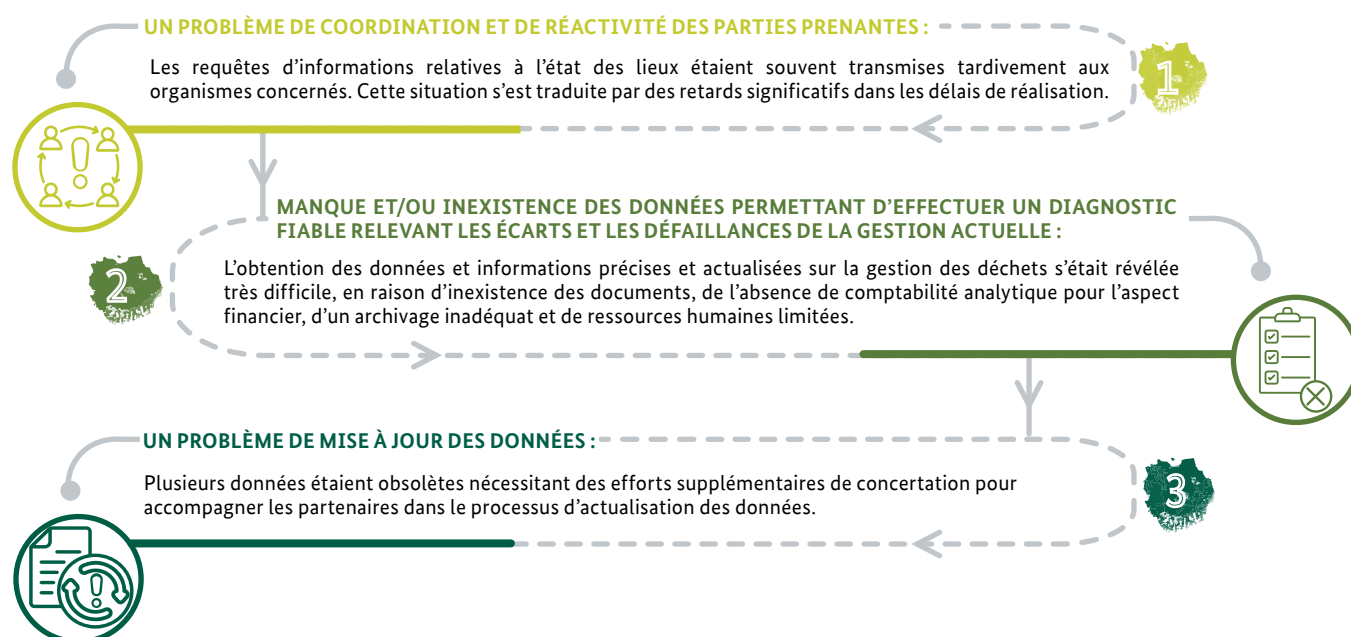 UN PROBLÈME DE COORDINATION ET DE RÉACTIVITÉ DES PARTIES PRENANTES :
1
Les requêtes d’informations relatives à l’état des lieux étaient souvent transmises tardivement aux
organismes concernés. Cette situation s’est traduite par des retards significatifs dans les délais de réalisation.
MANQUE ET/OU INEXISTENCE DES DONNÉES PERMETTANT D’EFFECTUER UN DIAGNOSTIC
FIABLE RELEVANT LES ÉCARTS ET LES DÉFAILLANCES DE LA GESTION ACTUELLE :
2
L’obtention des données et informations précises et actualisées sur la gestion des déchets s’était révélée
très difficile, en raison d’inexistence des documents, de l’absence de comptabilité analytique pour l’aspect
financier, d’un archivage inadéquat et de ressources humaines limitées.
UN PROBLÈME DE MISE À JOUR DES DONNÉES :
3
Plusieurs données étaient obsolètes nécessitant des efforts supplémentaires de concertation pour
accompagner les partenaires dans le processus d’actualisation des données.